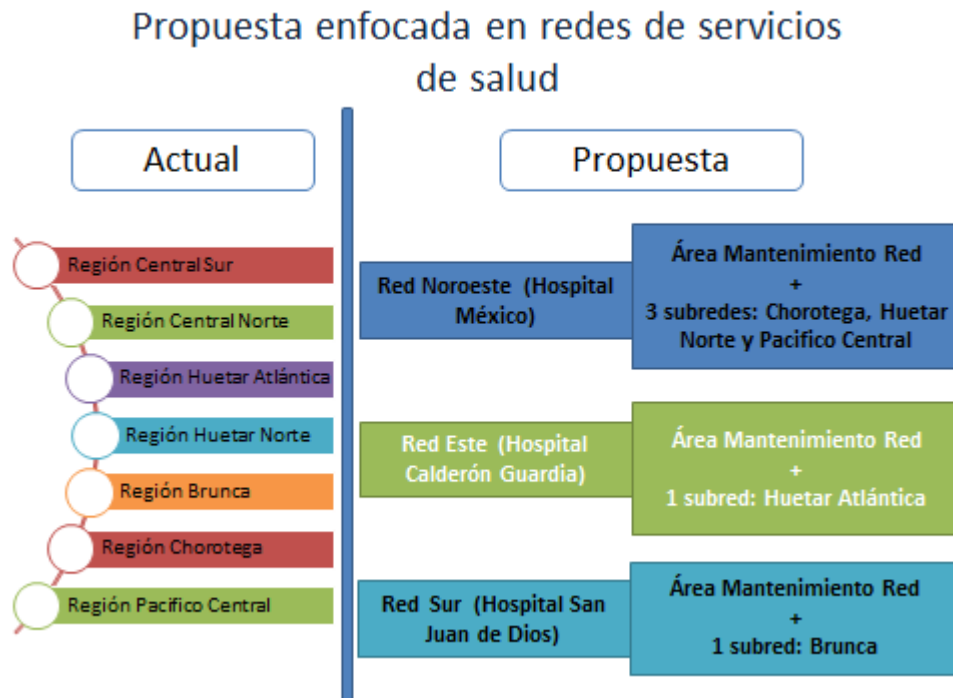 Propuesta enfocada en redes de servicios
de salud
Actual
Región Central Sur
Región Central Norte
Región Huetar Atlántica
Región Huetar Norte
Región Brunca
Región Chorotega
Región Pacifico Central
Propuesta
Red Noroeste (Hospital
México)
Área Mantenimiento Red
+
3 subredes: Chorotega, Huetar
Norte y Pacifico Central
Red Este (Hospital
Calderón Guardia)
Área Mantenimiento Red
+
1 subred: Huetar Atlántica
Red Sur (Hospital San
Juan de Dios)
Área Mantenimiento Red
+
1 subred: Brunca